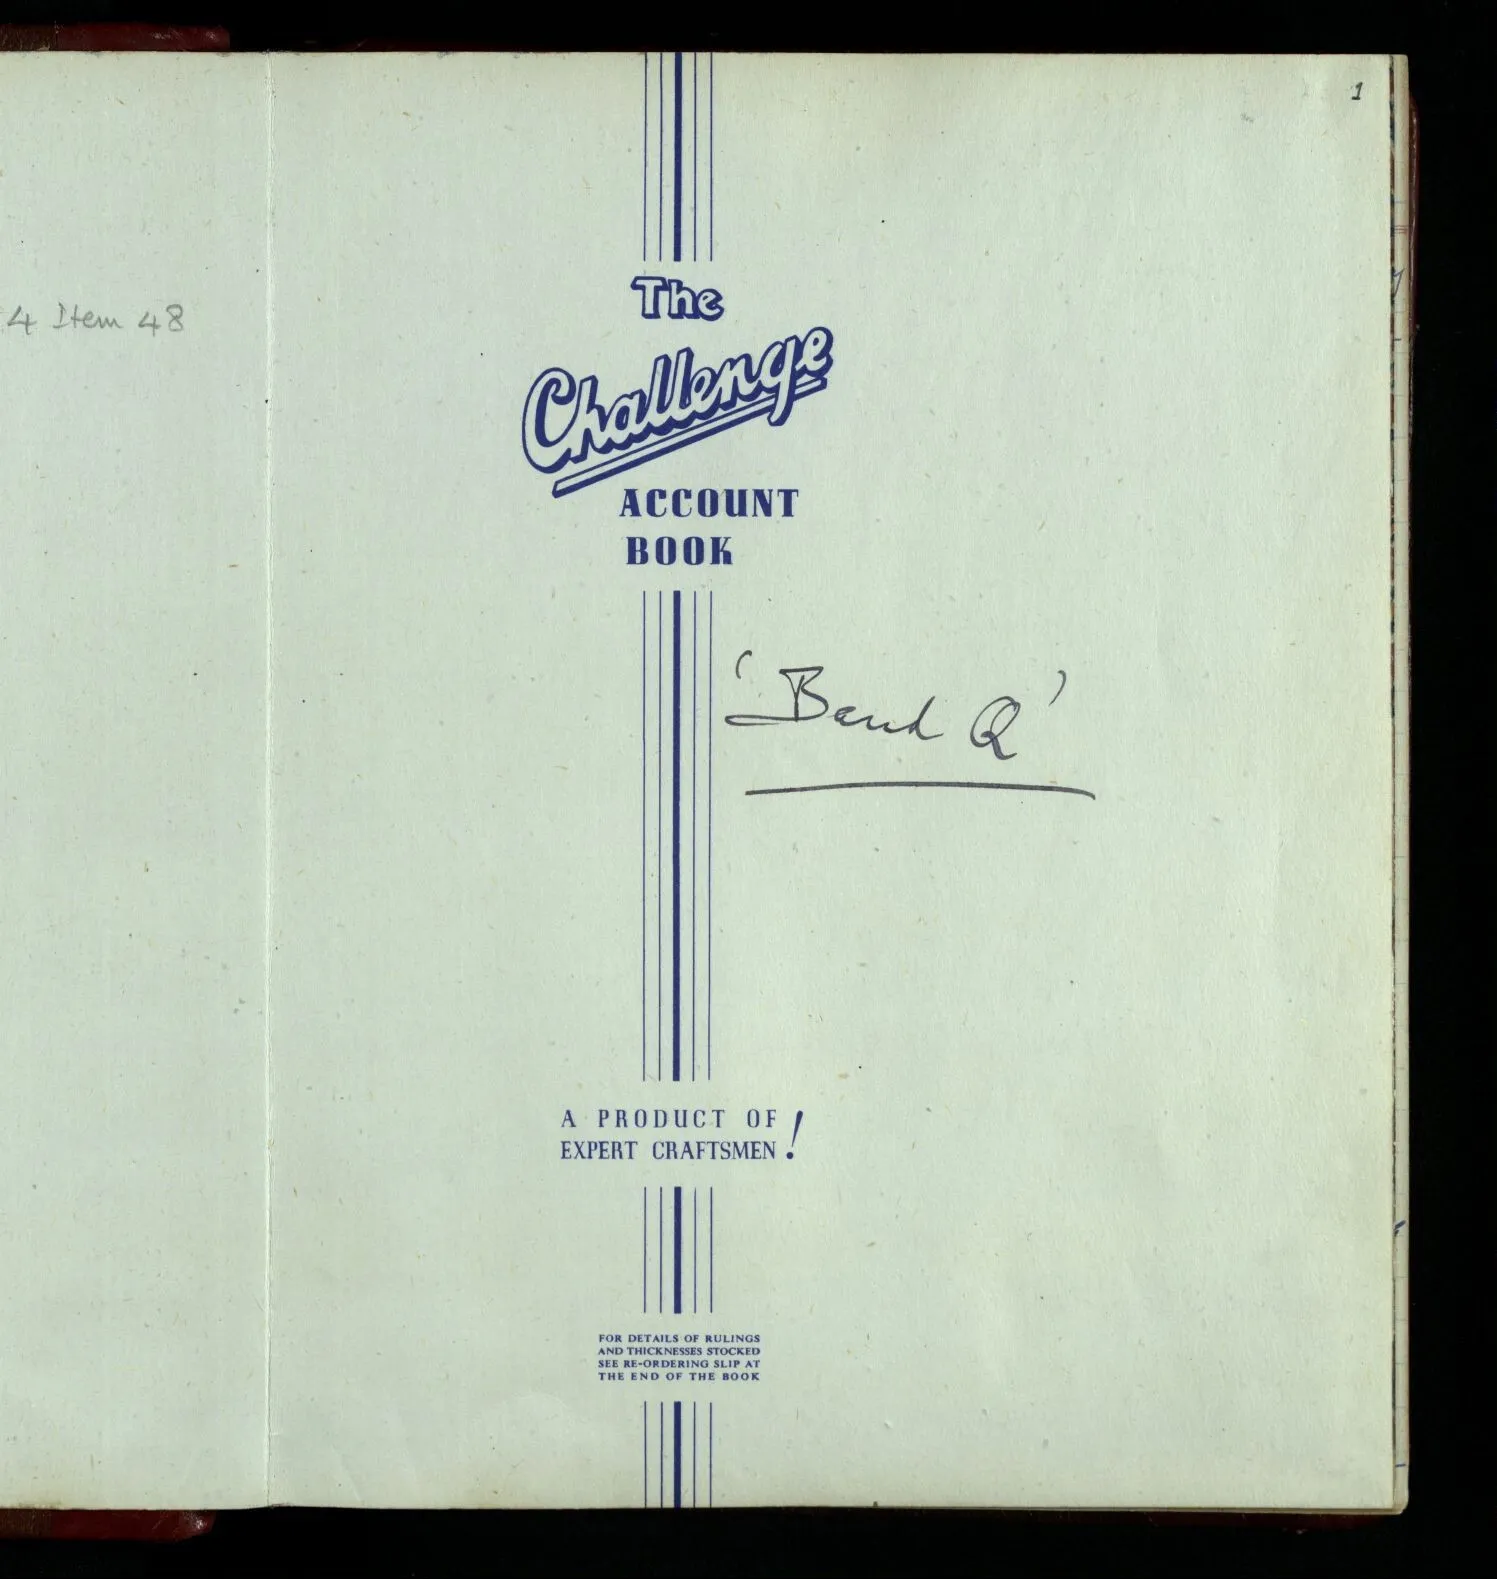 4 Item 48
1
The
Challenge
ACCOUNT
BOOK
'Band Q'
A PRODUCT OF
EXPERT CRAFTSMEN!
FOR DETAILS OF RULINGS
AND THICKNESSES STOCKED
SEE RE-ORDERING SLIP AT
THE END OF THE BOOK